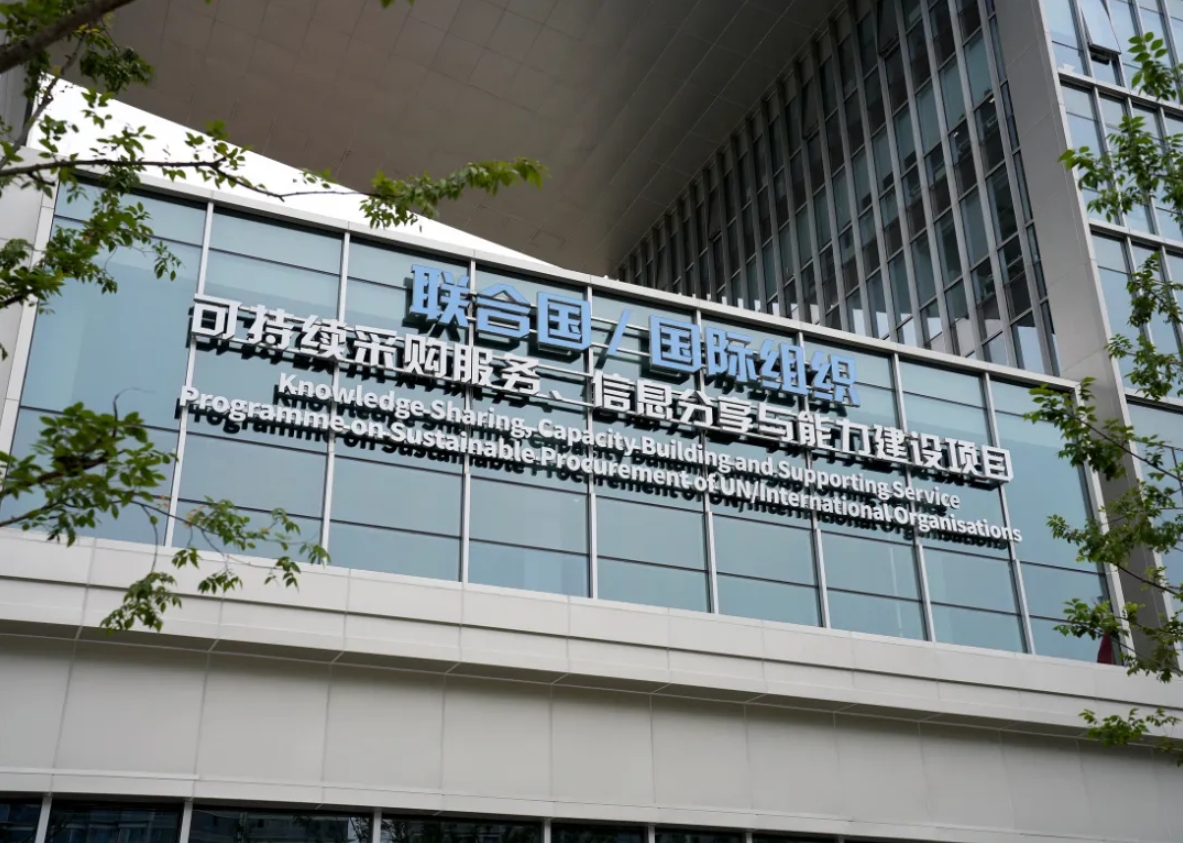 联合国/国际组织
可持续采购服务、信息分享与能力建设项目
Knowledge Sharing, Capacity Building and Supporting Service
Programme on Sustainable Procurement of UN/International Organisations